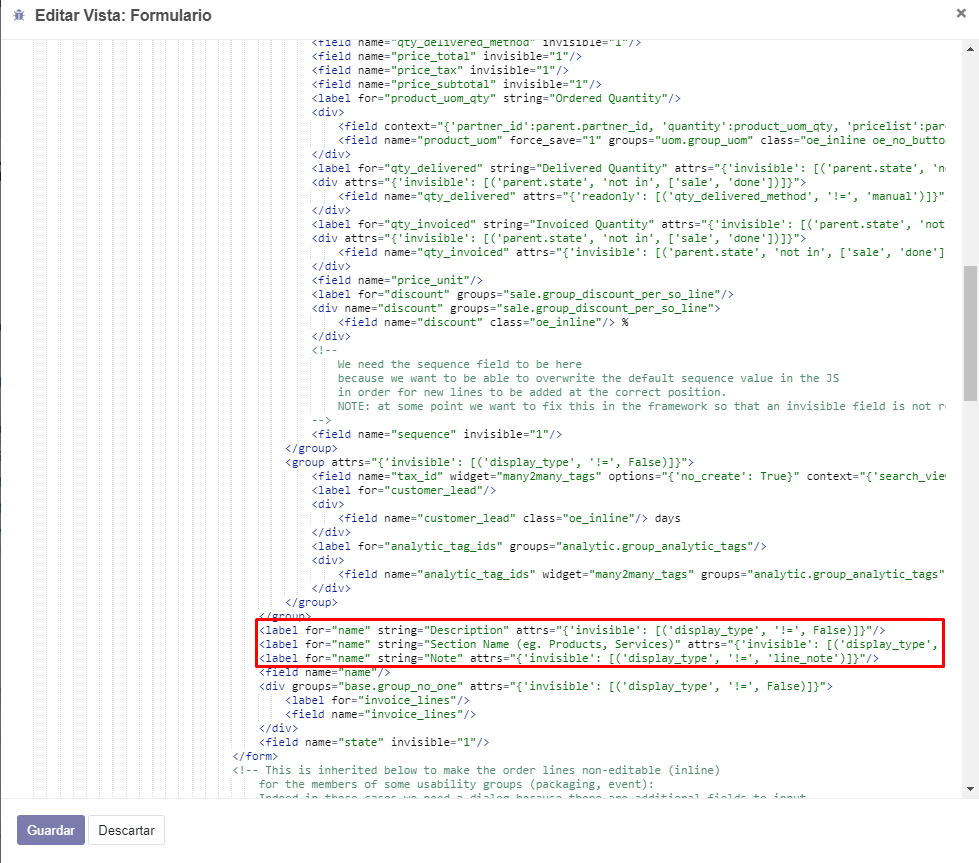 Editar Vista: Formulario
<field name="qty_delivered_method" invisible="1"/>
<field name="price_total" invisible="1"/>
<field name="price_tax" invisible="1"/>
<field name="price_subtotal" invisible="1"/>
<label for="product_uom_qty" string="Ordered Quantity"/>
<div>
<field context="{'partner_id':parent.partner_id, 'quantity':product_uom_qty, 'pricelist':par
<field name="product_uom" force_save="1" groups="uom.group_uom" class="oe_inline oe_no_butto
</div>
<label for="qty_delivered" string="Delivered Quantity" attrs="{'invisible': [('parent.state', 'n
<div attrs="{'invisible': [('parent.state', 'not in', ['sale', 'done'])]}">
<field name="qty_delivered" attrs="{'readonly': [('qty_delivered_method', '!=', 'manual')]}"
</div>
<label for="qty_invoiced" string="Invoiced Quantity" attrs="{'invisible': [('parent.state', 'not
<div attrs="{'invisible': [('parent.state', 'not in', ['sale', 'done'])]}">
<field name="qty_invoiced" attrs="{'invisible': [('parent.state', 'not in', ['sale', 'done']
</div>
<field name="price_unit"/>
<label for="discount" groups="sale.group_discount_per_so_line"/>
<div name="discount" groups="sale.group_discount_per_so_line">
<field name="discount" class="oe_inline"/> %
</div>
<!--
We need the sequence field to be here
because we want to be able to overwrite the default sequence value in the JS
in order for new lines to be added at the correct position.
NOTE: at some point we want to fix this in the framework so that an invisible field is not r
-->
<field name="sequence" invisible="1"/>
</group>
<group attrs="{'invisible': [('display_type', '!=', False)]}">
<field name="tax_id" widget="many2many_tags" options="{'no_create': True}" context="{'search_vie
<label for="customer_lead"/>
<div>
<field name="customer_lead" class="oe_inline"/> days
</div>
<label for="analytic_tag_ids" groups="analytic.group_analytic_tags"/>
<div>
<field name="analytic_tag_ids" widget="many2many_tags" groups="analytic.group_analytic_tags"
</div>
</group>
</group>
<label for="name" string="Description" attrs="{'invisible': [('display_type', '!=', False)]}"/>
<label for="name" string="Section Name (eg. Products, Services)" attrs="{'invisible': [('display_type',
<label for="name" string="Note" attrs="{'invisible': [('display_type', '!=', 'line_note')]}"/>
<field name="name"/>
<div groups="base.group_no_one" attrs="{'invisible': [('display_type', '!=', False)]}">
<label for="invoice_lines"/>
<field name="invoice_lines"/>
</div>
<field name="state" invisible="1"/>
</form>
<!-- This is inherited below to make the order lines non-editable (inline)
for the members of some usability groups (packaging, event):
Indeed in those cases we need a dialog because there are additional fields to input
Guardar Descartar